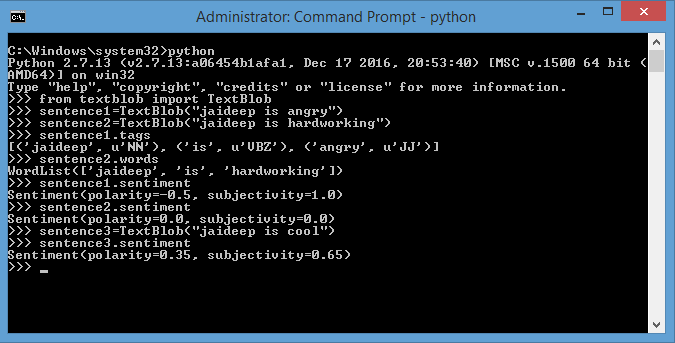 Administrator: Command Prompt - python
C:\Windows\system32>python
Python 2.7.13 (v2.7.13:a06454b1afa1, Dec 17 2016, 20:53:40) [MSC v.1500 64 bit (
AMD64)] on win32
Type "help", "copyright", "credits" or "license" for more information.
>>> from textblob import TextBlob
>>> sentence1=TextBlob("jaideep is angry")
>>> sentence2=TextBlob("jaideep is hardworking")
>>> sentence1.tags
[('jaideep', u'NN'), ('is', u'VBZ'), ('angry', u'JJ')]
>>> sentence2.words
WordList(['jaideep', 'is', 'hardworking'])
>>> sentence1.sentiment
Sentiment(polarity=-0.5, subjectivity=1.0)
>>> sentence2.sentiment
Sentiment(polarity=0.0, subjectivity=0.0)
>>> sentence3=TextBlob("jaideep is cool")
>>> sentence3.sentiment
Sentiment(polarity=0.35, subjectivity=0.65)
>>> _